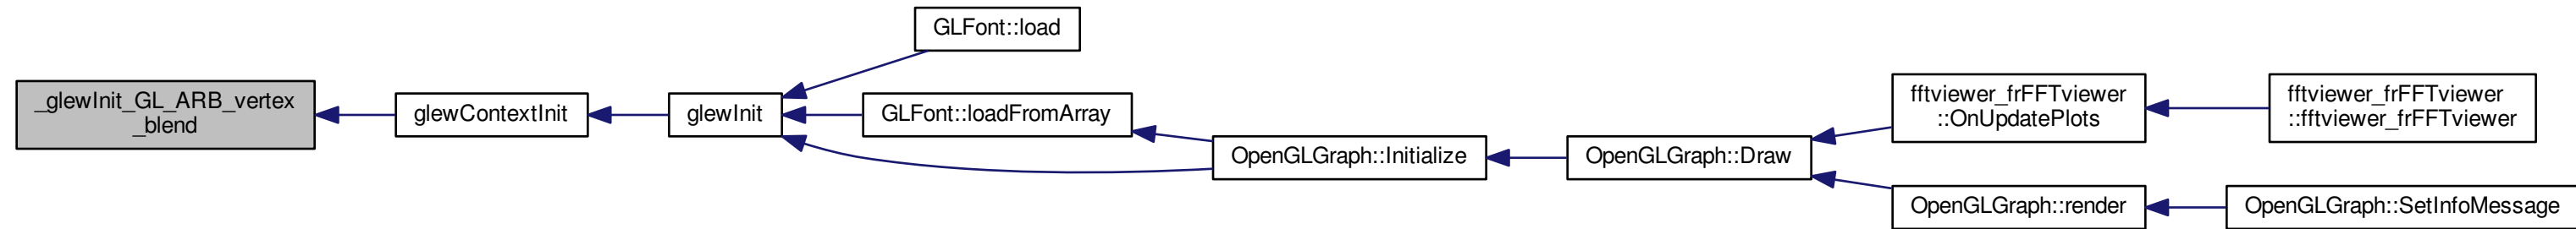 _glewInit_GL_ARB_vertex
_blend
glewContextInit
glewInit
GLFont::load
GLFont::loadFromArray
OpenGLGraph::Initialize
OpenGLGraph::Draw
fftviewer_frFFTviewer
::OnUpdatePlots
fftviewer_frFFTviewer
::fftviewer_frFFTviewer
OpenGLGraph::render
OpenGLGraph::SetInfoMessage